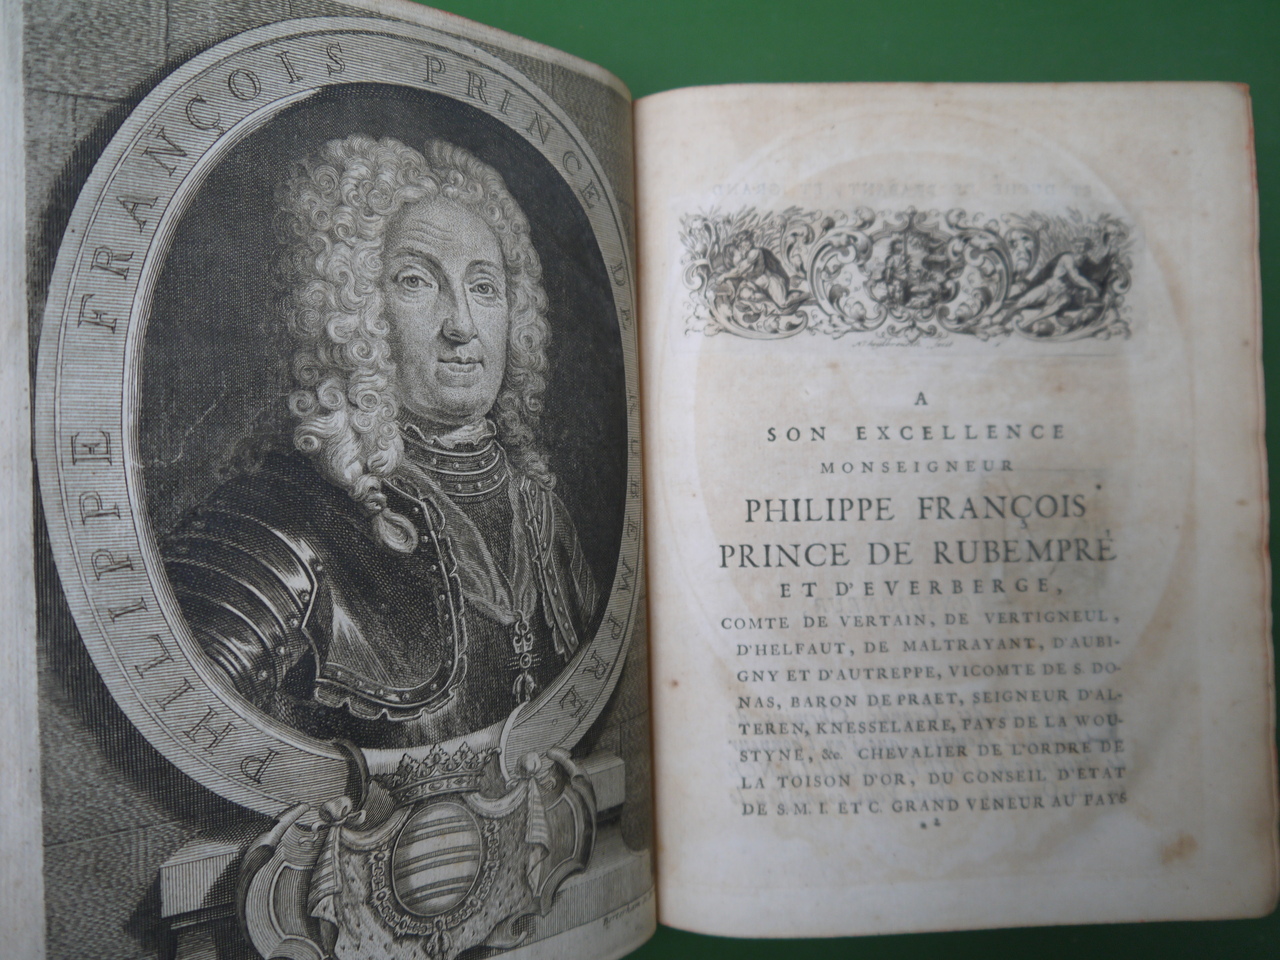 PHILIPPE FRANÇOIS PRINCE DE RUBEMPRÉ.
A
SON EXCELLENCE
MONSEIGNEUR
PHILIPPE FRANÇOIS
PRINCE DE RUBEMPRÉ
ET D'EVERBERGE,
COMTE DE VERTAIN, DE VERTIGNEUL,
D'HELFAUT, DE MALTRAYANT, D'AUBI-
GNY ET D'AUTREPPE, VICOMTE DE S. DO-
NAS, BARON DE PRAET, SEIGNEUR D'AL-
TEREN, KNESSELAERE, PAYS DE LA WOU-
STYNE, &c. CHEVALIER DE L'ORDRE DE
LA TOISON D'OR, DU CONSEIL D'ETAT
DE S. M. I. ET C. GRAND VENEUR AU PAYS